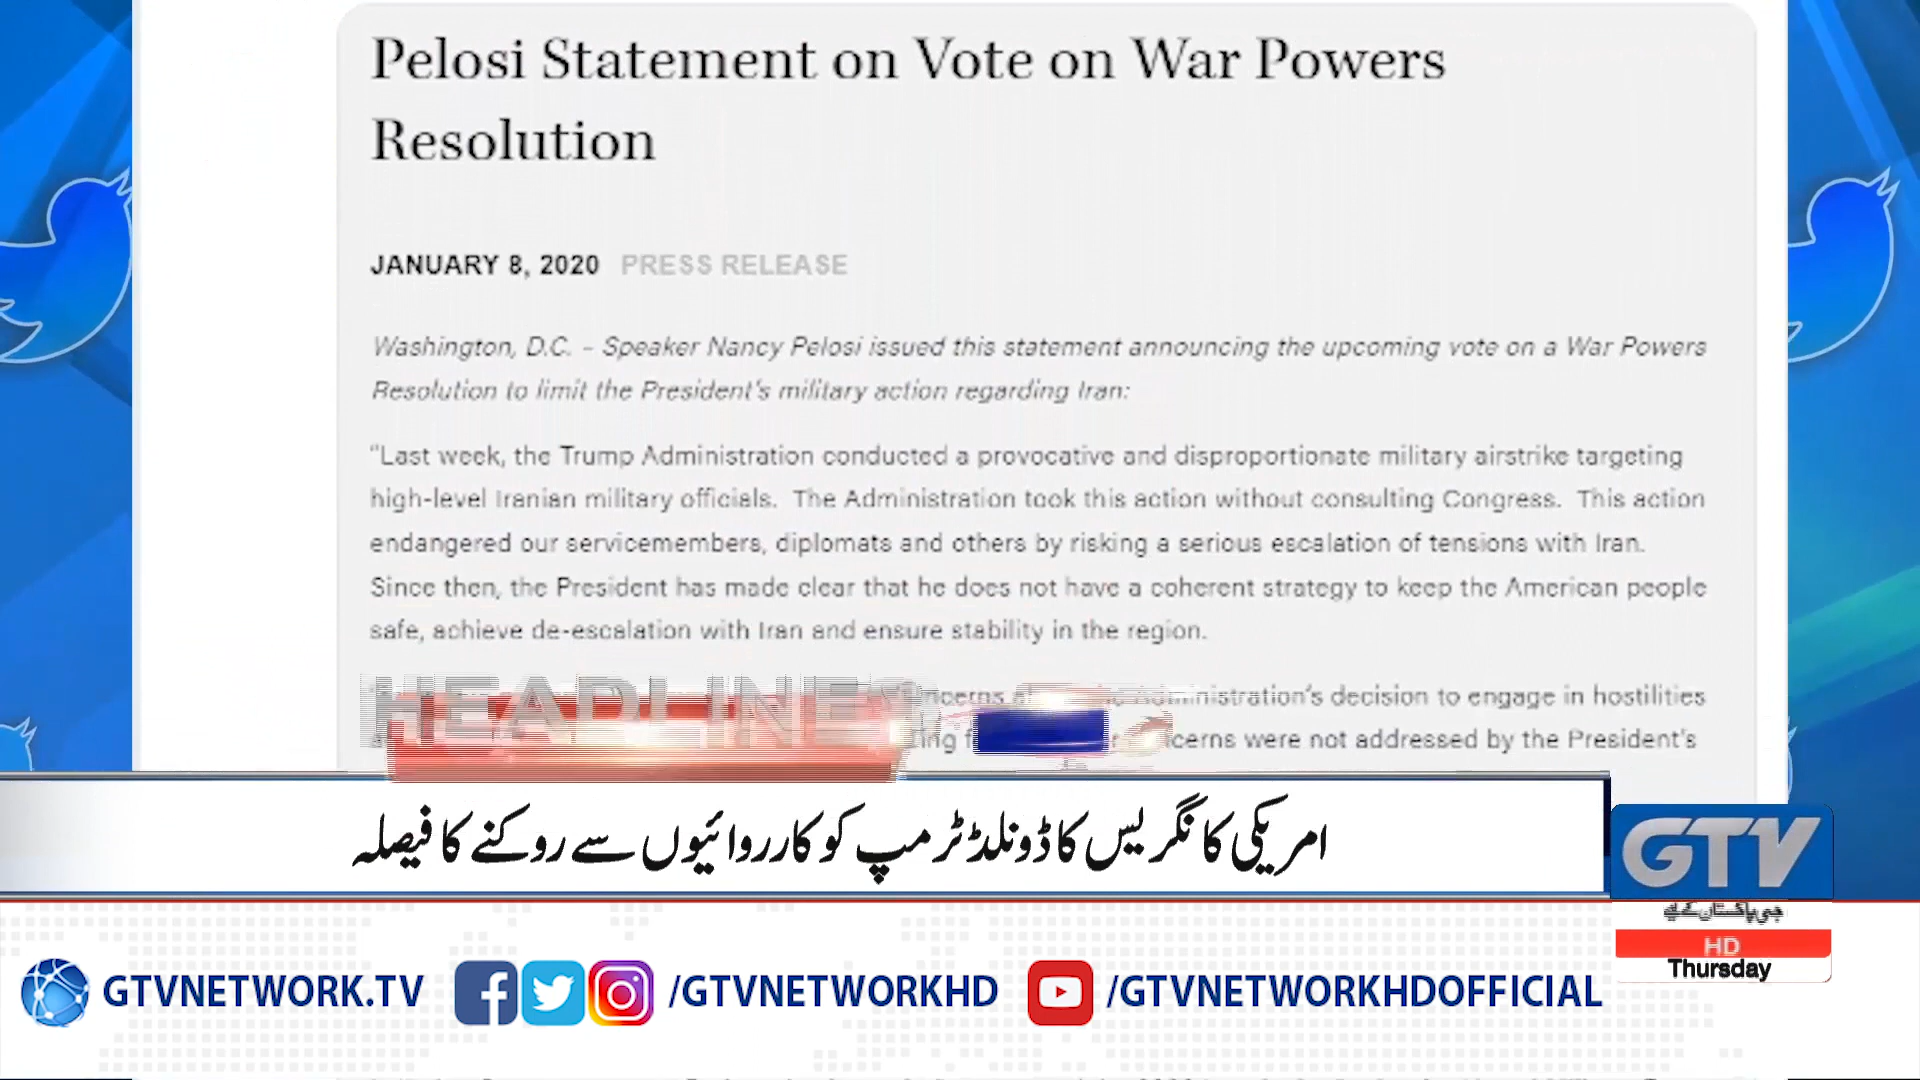 Pelosi Statement on Vote on War Powers
Resolution
JANUARY 8, 2020 PRESS RELEASE
Washington, D.C. – Speaker Nancy Pelosi issued this statement announcing the upcoming vote on a War Powers
Resolution to limit the President's military action regarding Iran:
"Last week, the Trump Administration conducted a provocative and disproportionate military airstrike targeting
high-level Iranian military officials. The Administration took this action without consulting Congress. This action
endangered our servicemembers, diplomats and others by risking a serious escalation of tensions with Iran.
Since then, the President has made clear that he does not have a coherent strategy to keep the American people
safe, achieve de-escalation with Iran and ensure stability in the region.
decision to engage in hostilities
were not addressed by the President's
HEADLINES
امریکی کانگریس کا ڈونلڈ ٹرمپ کو کارروائیوں سے روکنے کا فیصلہ
GTV
جی پاکستان کے لیے
HD
Thursday
GTVNETWORK.TV /GTVNETWORKHD /GTVNETWORKHDOFFICIAL